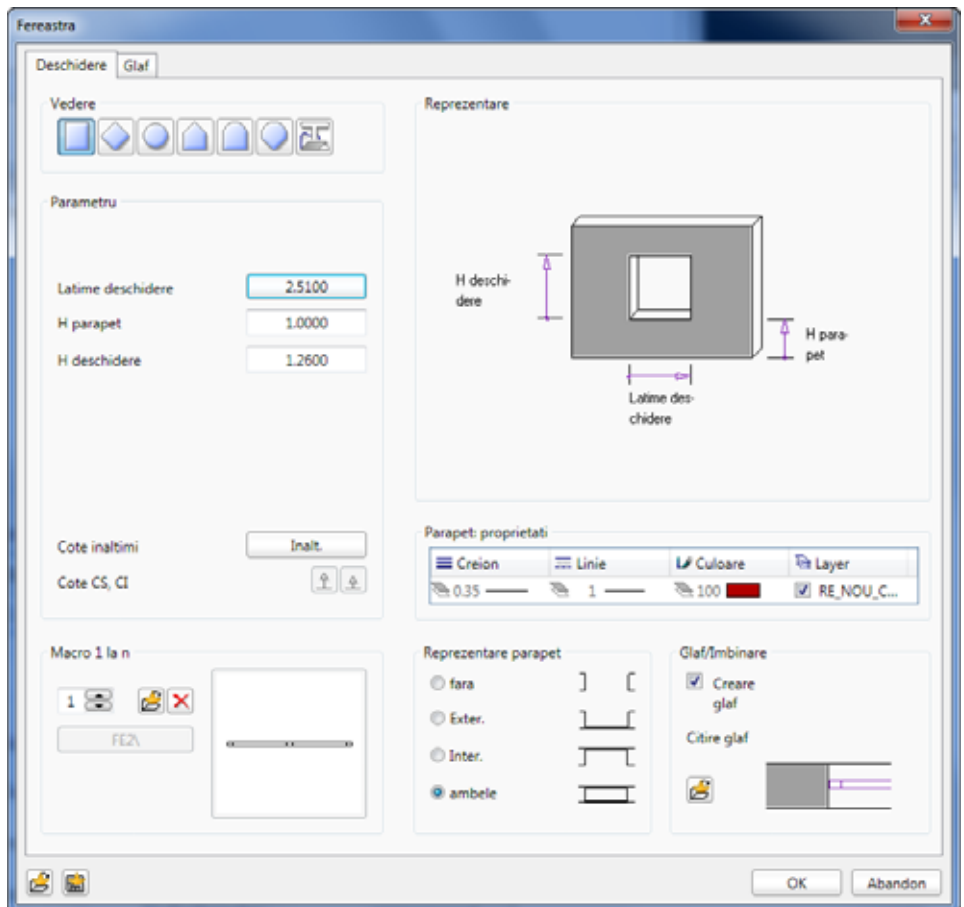 Fereastra
Deschidere Glaf
Vedere
Parametru
Latime deschidere 2.5100
H parapet 1.0000
H deschidere 1.2600
Cote inaltimi Inalt.
Cote CS, CI
Macro 1 la n
1
FE2\
Reprezentare
H deschi-
dere
H para-
pet
Latime des-
chidere
Parapet: proprietati
Creion Linie Culoare Layer
0.35 1 100 RE_NOU_C...
Reprezentare parapet
fara
Exter.
Inter.
ambele
Glaf/Imbinare
Creare
glaf
Citire glaf
OK Abandon